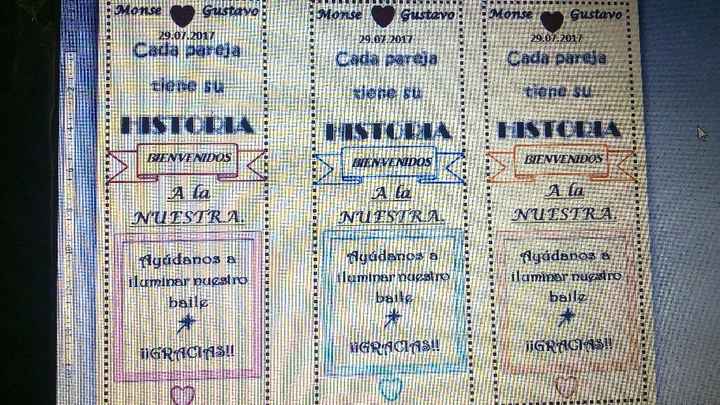 Monse Gustavo
29.07.2017
Cada pareja
tiene su
HISTORIA
BIENVENIDOS
A la
NUESTRA.
Ayúdanos a
iluminar nuestro
baile
¡¡GRACIAS!!
Monse Gustavo
29.07.2017
Cada pareja
tiene su
HISTORIA
BIENVENIDOS
A la
NUESTRA.
Ayúdanos a
iluminar nuestro
baile
¡¡GRACIAS!!
Monse Gustavo
29.07.2017
Cada pareja
tiene su
HISTORIA
BIENVENIDOS
A la
NUESTRA.
Ayúdanos a
iluminar nuestro
baile
¡¡GRACIAS!!